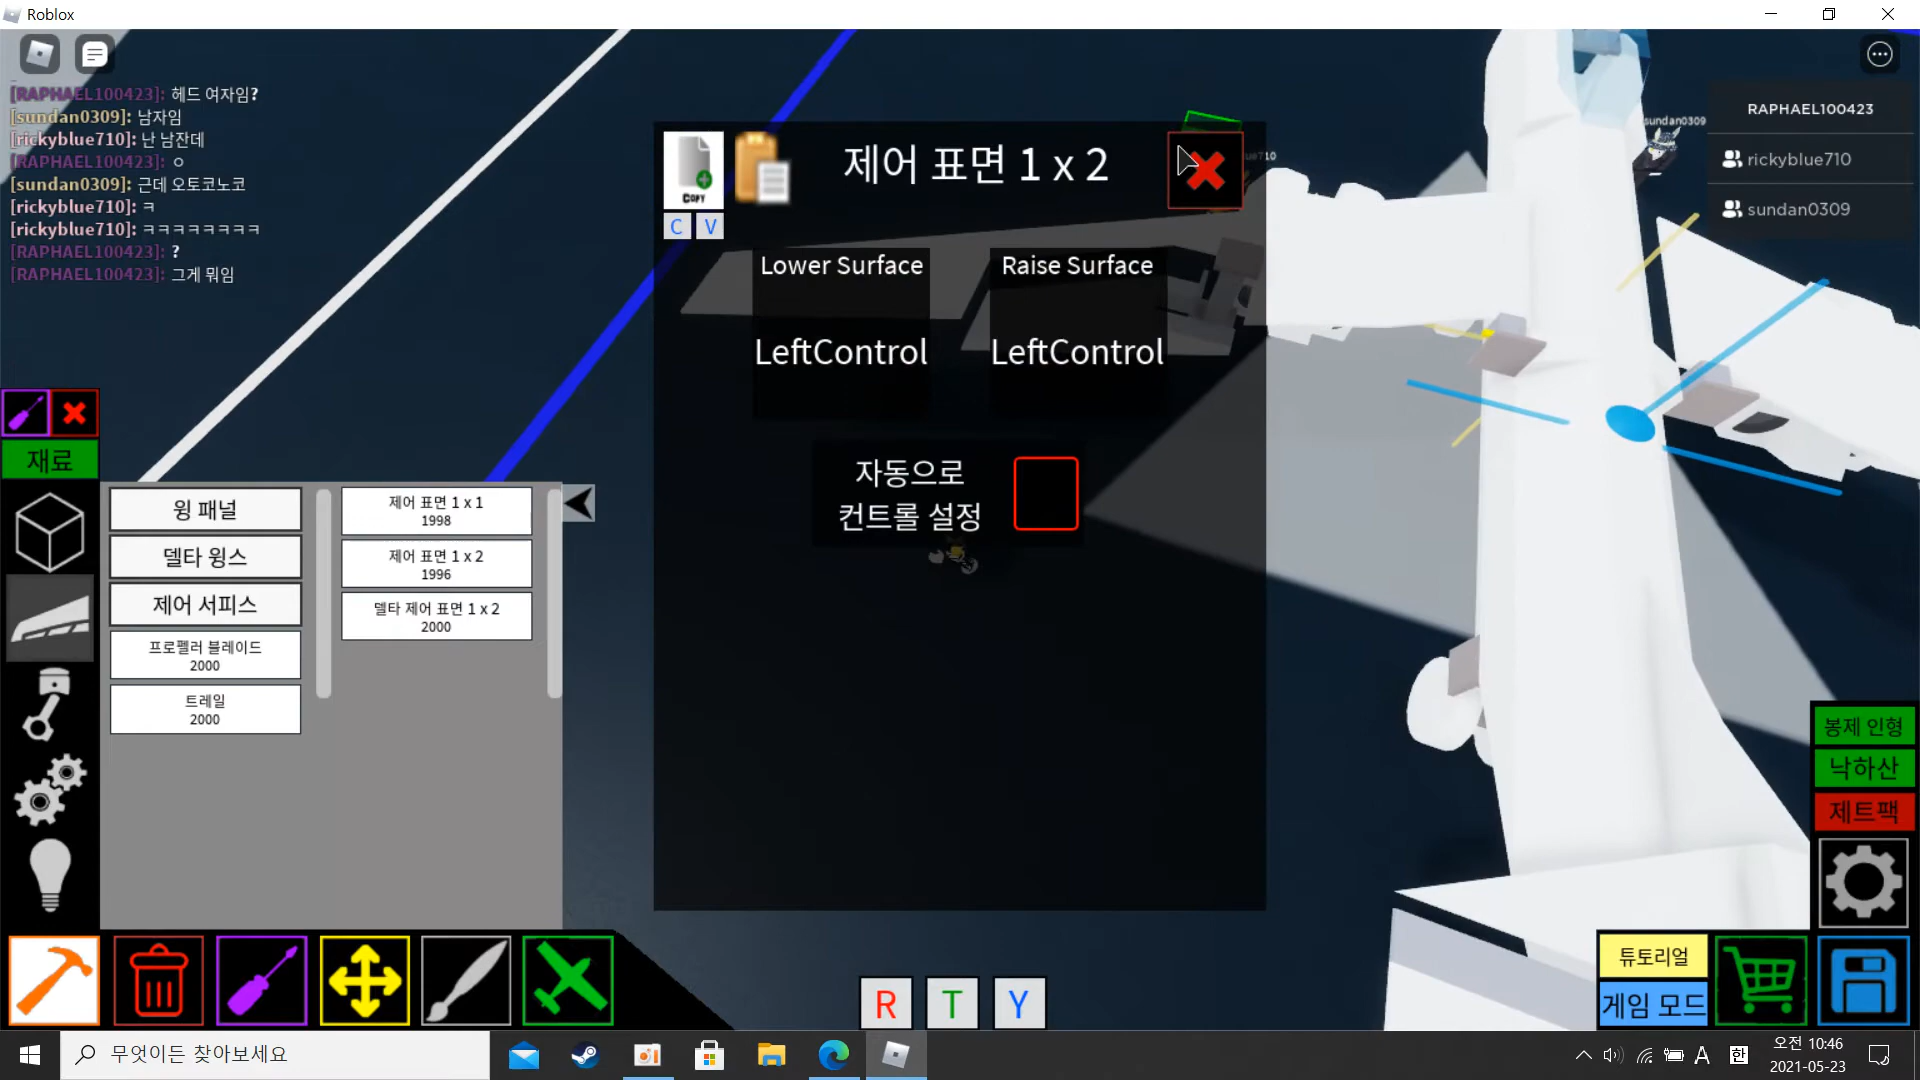 Roblox
[RAPHAEL100423]: 헤드 여자임?
[sundan0309]: 남자임
[rickyblue710]: 난 남잔데
[RAPHAEL100423]: ㅇ
[sundan0309]: 근데 오토코노코
[rickyblue710]: ㅋ
[rickyblue710]: ㅋㅋㅋㅋㅋㅋㅋㅋ
[RAPHAEL100423]: ?
[RAPHAEL100423]: 그게 뭐임
COPY
C
V
제어 표면 1 x 2
Lower Surface
Raise Surface
LeftControl
LeftControl
자동으로
컨트롤 설정
sundan0309
ue710
RAPHAEL100423
rickyblue710
sundan0309
재료
윙 패널
델타 윙스
제어 서피스
프로펠러 블레이드
2000
트레일
2000
제어 표면 1 x 1
1998
제어 표면 1 x 2
1996
델타 제어 표면 1 x 2
2000
봉제 인형
낙하산
제트팩
튜토리얼
게임 모드
R
T
Y
무엇이든 찾아보세요
A
한
오전 10:46
2021-05-23